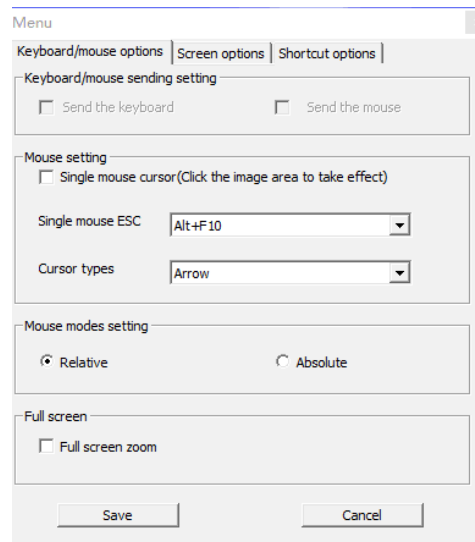 Menu
Keyboard/mouse options Screen options Shortcut options
Keyboard/mouse sending setting
Send the keyboard Send the mouse
Mouse setting
Single mouse cursor(Click the image area to take effect)
Single mouse ESC Alt+F10
Cursor types Arrow
Mouse modes setting
Relative Absolute
Full screen
Full screen zoom
Save Cancel